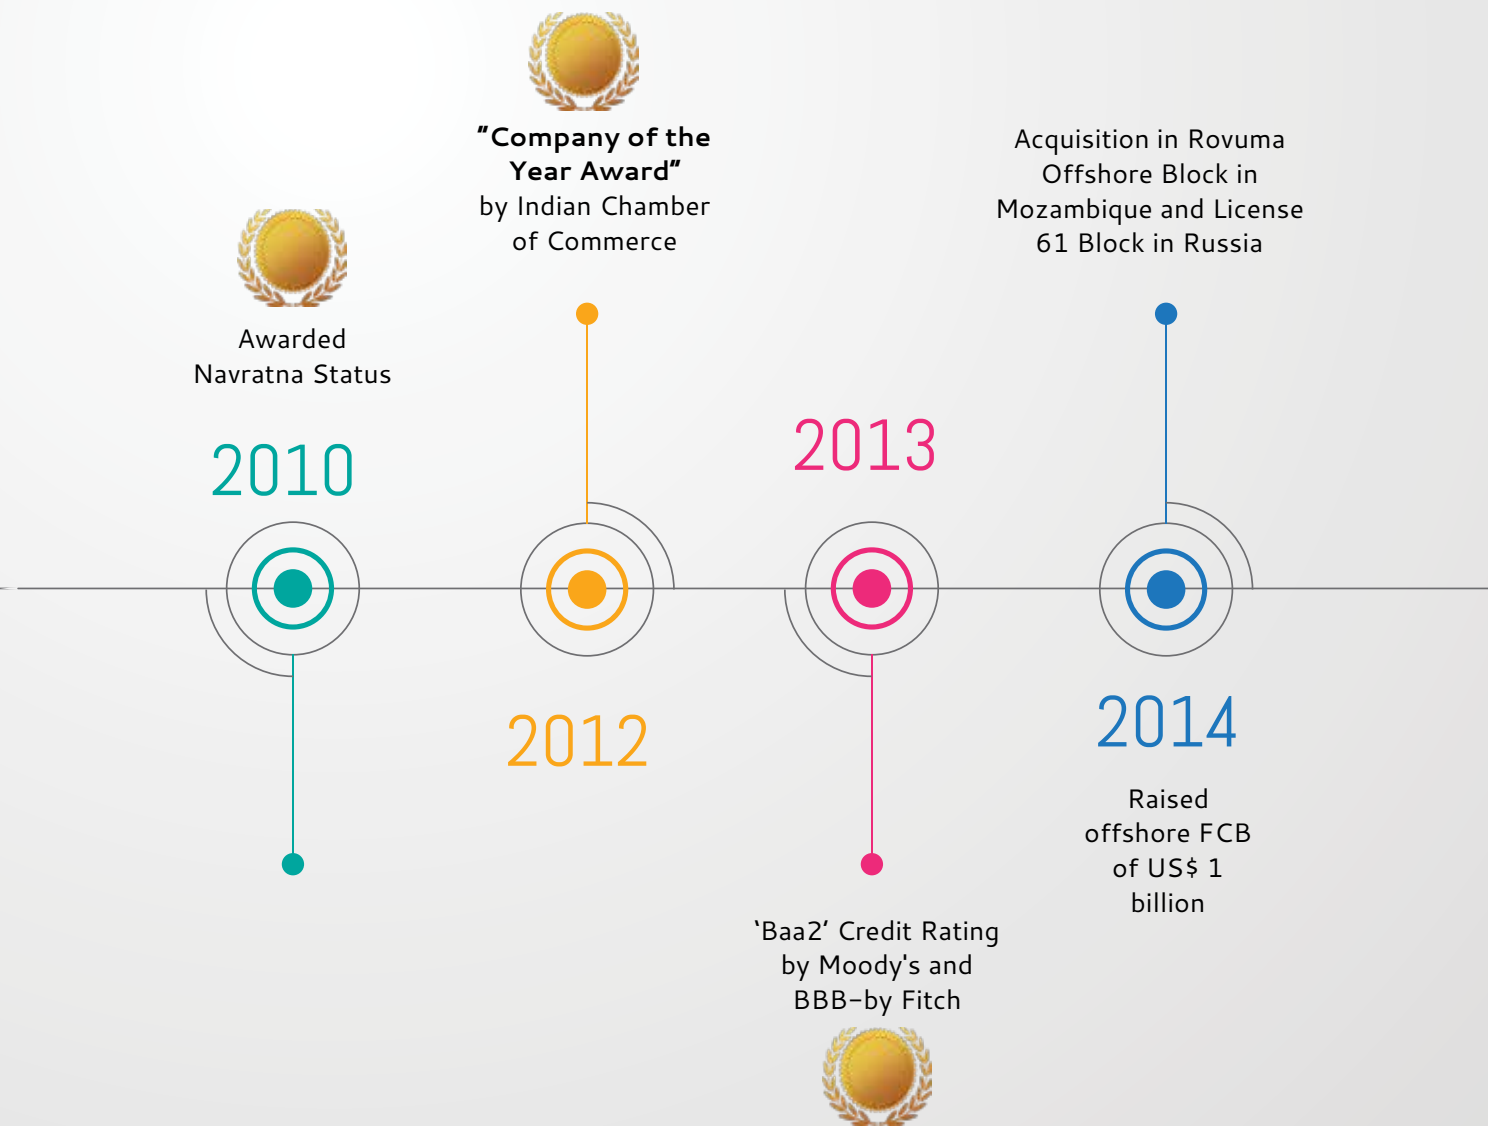 Awarded
Navratna Status
2010
"Company of the
Year Award"
by Indian Chamber
of Commerce
2012
2013
'Baa2' Credit Rating
by Moody's and
BBB-by Fitch
Acquisition in Rovuma
Offshore Block in
Mozambique and License
61 Block in Russia
2014
Raised
offshore FCB
of US$ 1
billion